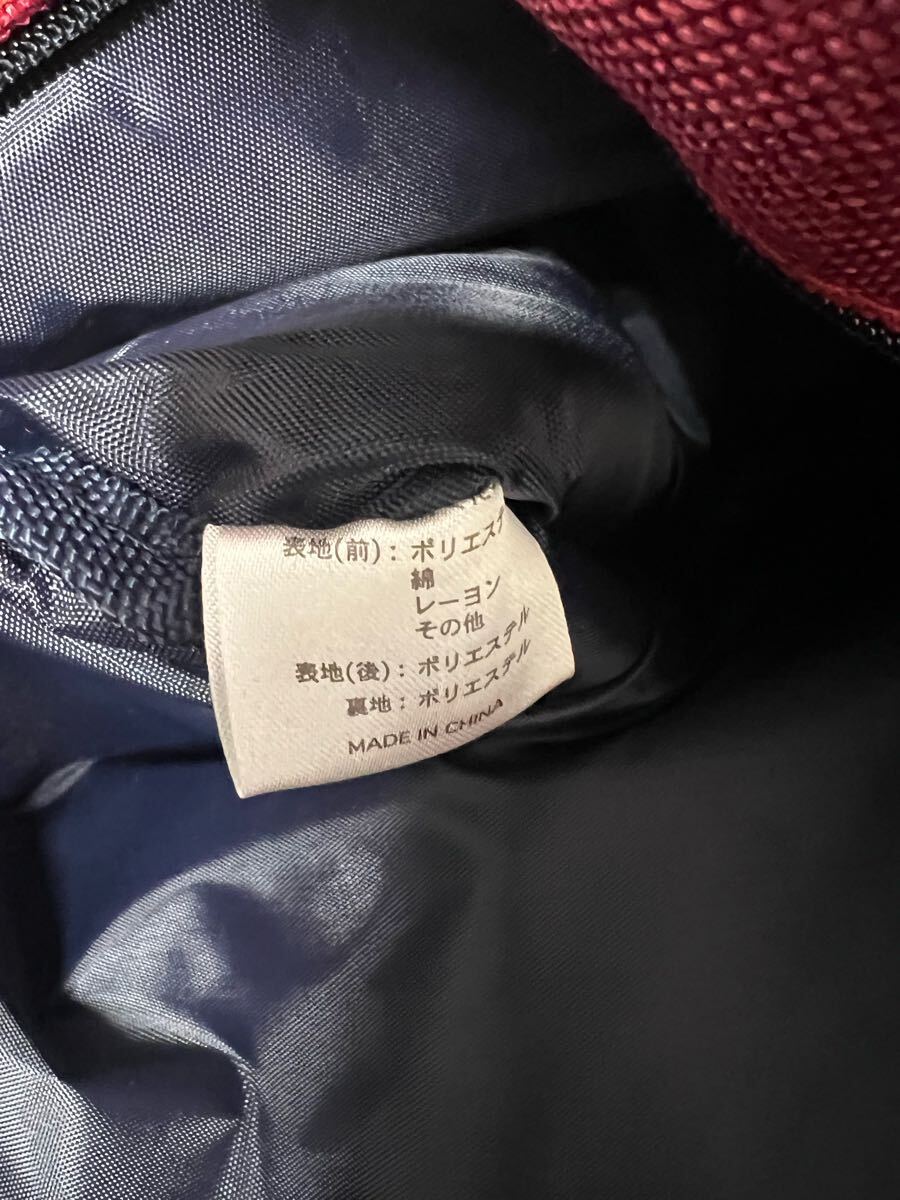 表地(前)：ポリエステ
綿
レーヨン
その他
表地(後)：ポリエステル
裏地：ポリエステル
MADE IN CHINA